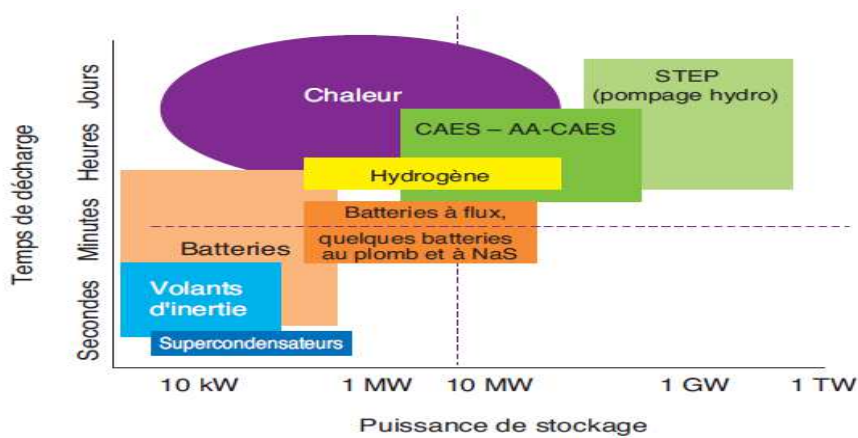 Temps de décharge
Jours
Heures
Minutes
Secondes
Chaleur
STEP
(pompage hydro)
CAES – AA-CAES
Hydrogène
Batteries à flux,
quelques batteries
au plomb et à NaS
Batteries
Volants
d'inertie
Supercondensateurs
10 kW
1 MW
10 MW
1 GW
1 TW
Puissance de stockage